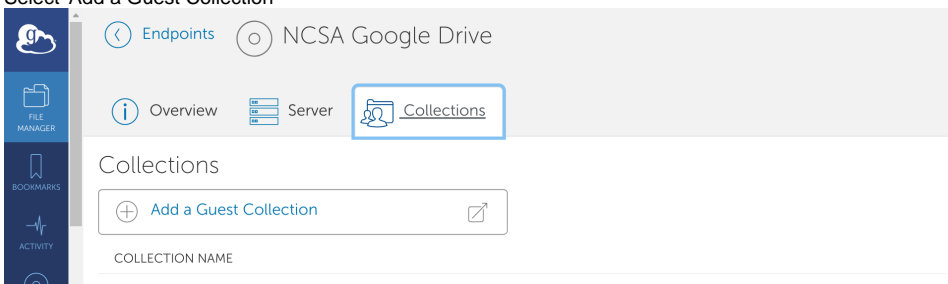 Select 'Add a Guest Collection'
Endpoints NCSA Google Drive
FILE MANAGER
Overview Server Collections
Collections
BOOKMARKS
Add a Guest Collection
ACTIVITY
COLLECTION NAME